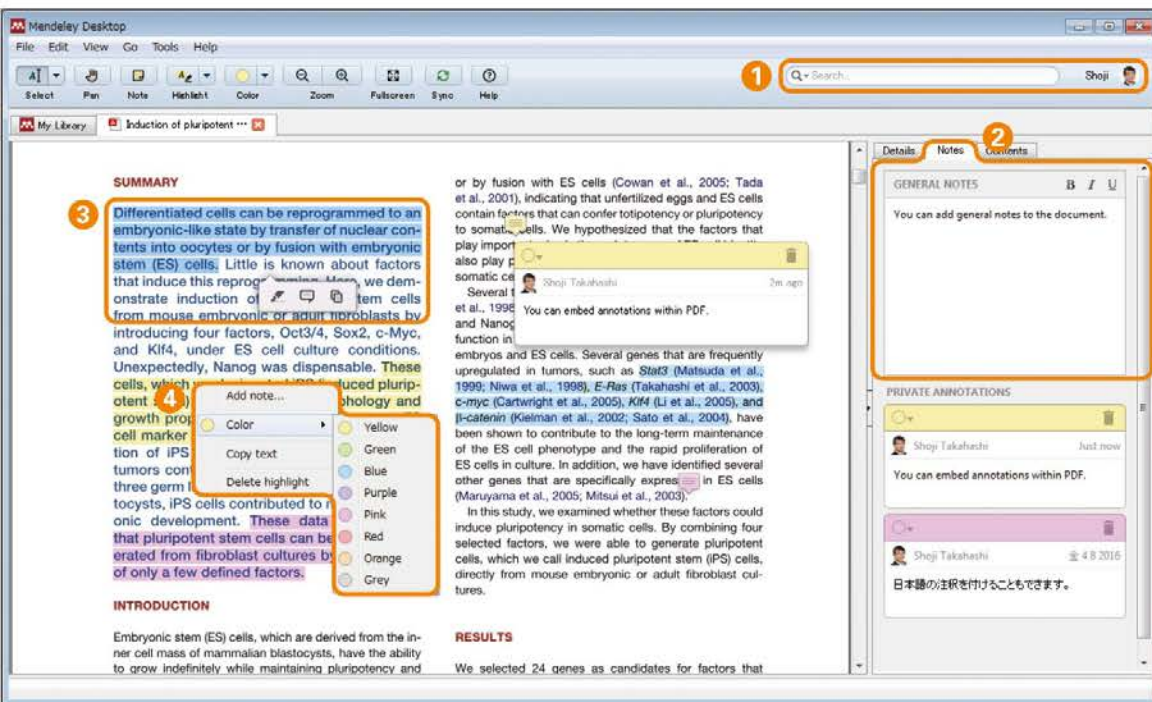 Mendeley Desktop
File Edit View Go Tools Help
Select Pan Note Highlight Color Zoom Fullscreen Sync Help
1 Search... Shoji
My Library Induction of pluripotent ...
2
Details Notes Contents
SUMMARY
3
Differentiated cells can be reprogrammed to an
embryonic-like state by transfer of nuclear con-
tents into oocytes or by fusion with embryonic
stem (ES) cells. Little is known about factors
that induce this we dem-
onstrate induction of tem cells
from mouse embryonic or adult fibroblasts by
introducing four factors, Oct3/4, Sox2, c-Myc,
and Klf4, under ES cell culture conditions.
Unexpectedly, Nanog was dispensable. These
cells, which duced plurip-
otent phology and
growth prop
cell marker
tion of iPS
tumors cont
three germ l
tocysts, iPS cells contributed to
onic development. These data
that pluripotent stem cells can be
erated from fibroblast cultures by
of only a few defined factors.
4
Add note...
Color
Copy text
Delete highlight
Yellow
Green
Blue
Purple
Pink
Red
Orange
Grey
INTRODUCTION
Embryonic stem (ES) cells, which are derived from the in-
ner cell mass of mammalian blastocysts, have the ability
to grow indefinitely while maintaining pluripotency and
or by fusion with ES cells (Cowan et al., 2005; Tada
et al., 2001), indicating that unfertilized eggs and ES cells
contain factors that can confer totipotency or pluripotency
to somatic cells. We hypothesized that the factors that
play import
also play p
somatic ce
Several t
et al., 1998
and Nanog
function in
embryos and ES cells. Several genes that are frequently
upregulated in tumors, such as Stat3 (Matsuda et al.,
1999; Niwa et al., 1998), E-Ras (Takahashi et al., 2003),
c-myc (Cartwright et al., 2005), Klf4 (Li et al., 2005), and
β-catenin (Kielman et al., 2002; Sato et al., 2004), have
been shown to contribute to the long-term maintenance
of the ES cell phenotype and the rapid proliferation of
ES cells in culture. In addition, we have identified several
other genes that are specifically expres in ES cells
(Maruyama et al., 2005; Mitsui et al., 2003).
In this study, we examined whether these factors could
induce pluripotency in somatic cells. By combining four
selected factors, we were able to generate pluripotent
cells, which we call induced pluripotent stem (iPS) cells,
directly from mouse embryonic or adult fibroblast cul-
tures.
RESULTS
We selected 24 genes as candidates for factors that
Shoji Takahashi 2m ago
You can embed annotations within PDF.
GENERAL NOTES B I U
You can add general notes to the document.
PRIVATE ANNOTATIONS
Shoji Takahashi Just now
You can embed annotations within PDF.
Shoji Takahashi 金 4 8 2016
日本語の注釈を付けることもできます。